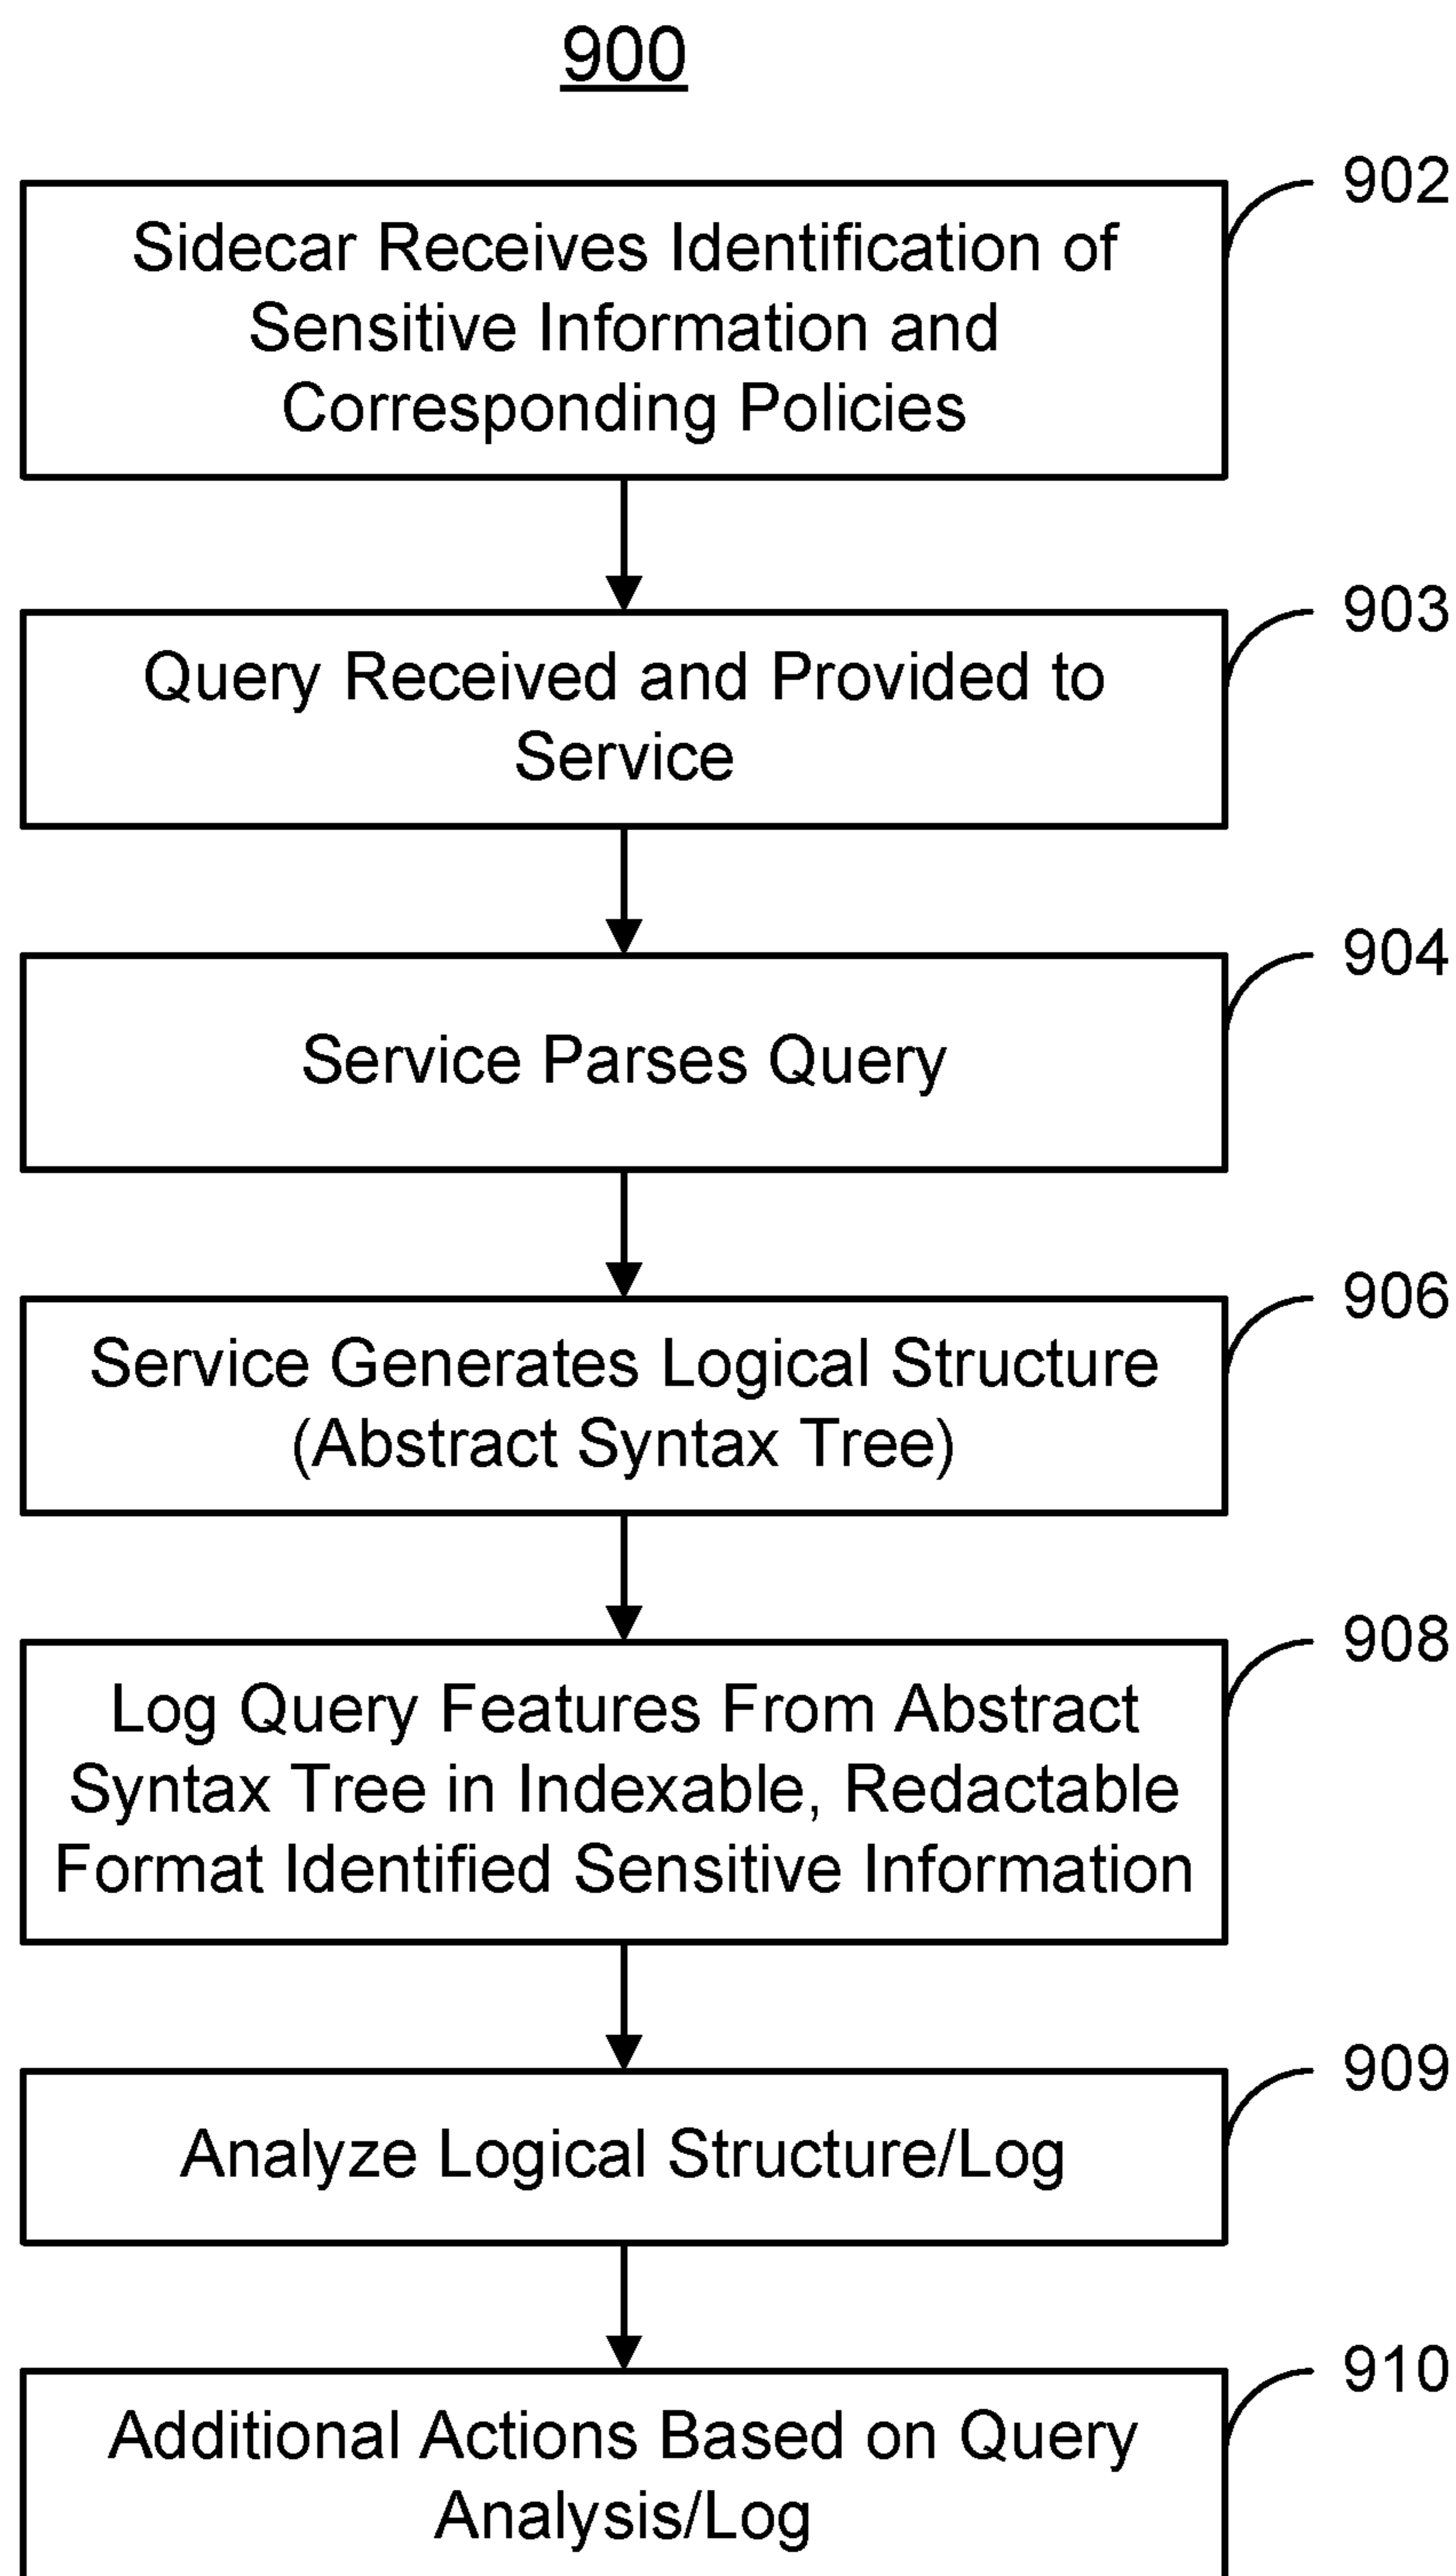 900
902
Sidecar Receives Identification of
Sensitive Information and
Corresponding Policies
903
Query Received and Provided to
Service
904
Service Parses Query
906
Service Generates Logical Structure
(Abstract Syntax Tree)
908
Log Query Features From Abstract
Syntax Tree in Indexable, Redactable
Format Identified Sensitive Information
909
Analyze Logical Structure/Log
910
Additional Actions Based on Query
Analysis/Log